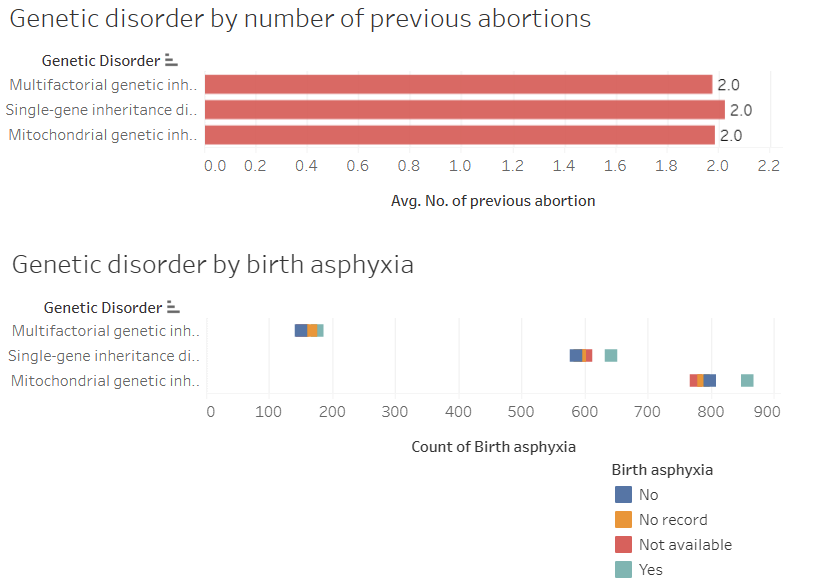 Genetic disorder by number of previous abortions
Genetic Disorder
Multifactorial genetic inh.. 2.0
Single-gene inheritance di.. 2.0
Mitochondrial genetic inh.. 2.0
0.0 0.2 0.4 0.6 0.8 1.0 1.2 1.4 1.6 1.8 2.0 2.2
Avg. No. of previous abortion
Genetic disorder by birth asphyxia
Genetic Disorder
Multifactorial genetic inh..
Single-gene inheritance di..
Mitochondrial genetic inh..
0 100 200 300 400 500 600 700 800 900
Count of Birth asphyxia
Birth asphyxia
No
No record
Not available
Yes